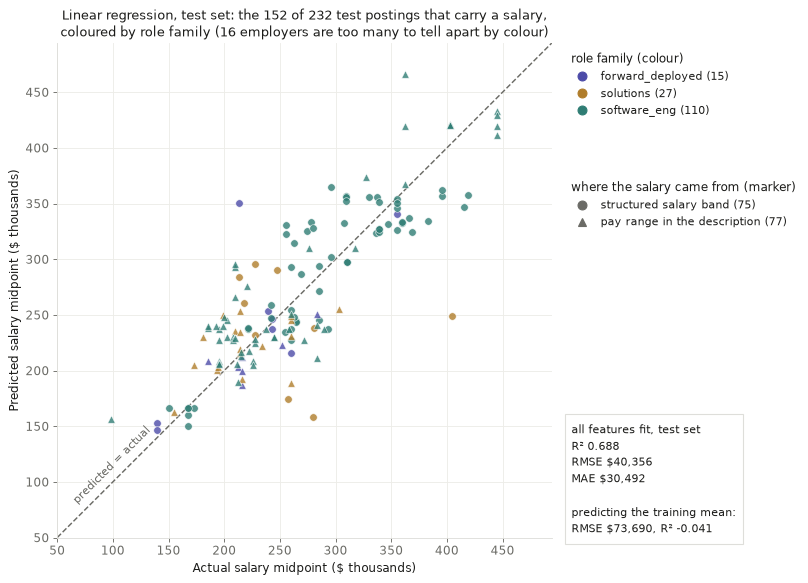 Linear regression, test set: the 152 of 232 test postings that carry a salary,
coloured by role family (16 employers are too many to tell apart by colour)
Predicted salary midpoint ($ thousands)
450
400
350
300
250
200
150
100
50
predicted = actual
50
100
150
200
250
300
350
400
450
Actual salary midpoint ($ thousands)
role family (colour)
forward_deployed (15)
solutions (27)
software_eng (110)
where the salary came from (marker)
structured salary band (75)
pay range in the description (77)
all features fit, test set
R² 0.688
RMSE $40,356
MAE $30,492
predicting the training mean:
RMSE $73,690, R² -0.041